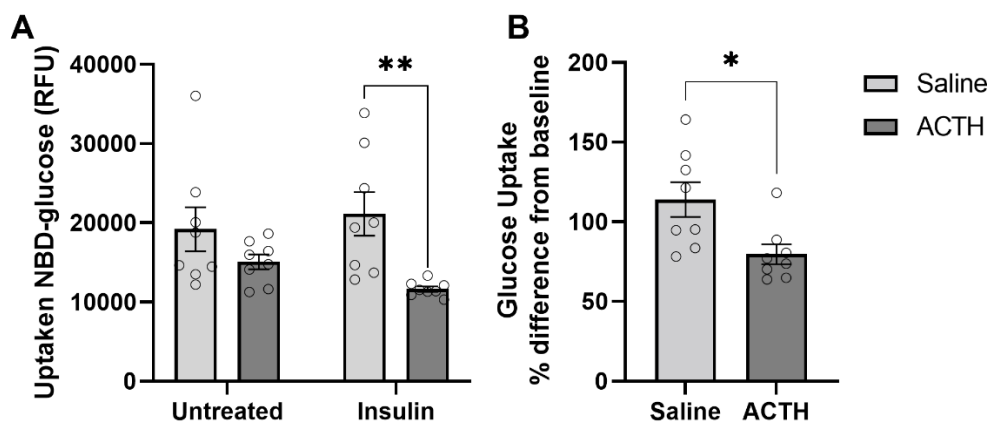 A
Uptaken NBD-glucose (RFU)
40000
30000
20000
10000
0
**
Untreated
Insulin
B
Glucose Uptake
% difference from baseline
200
150
100
50
0
*
Saline
ACTH
Saline
ACTH